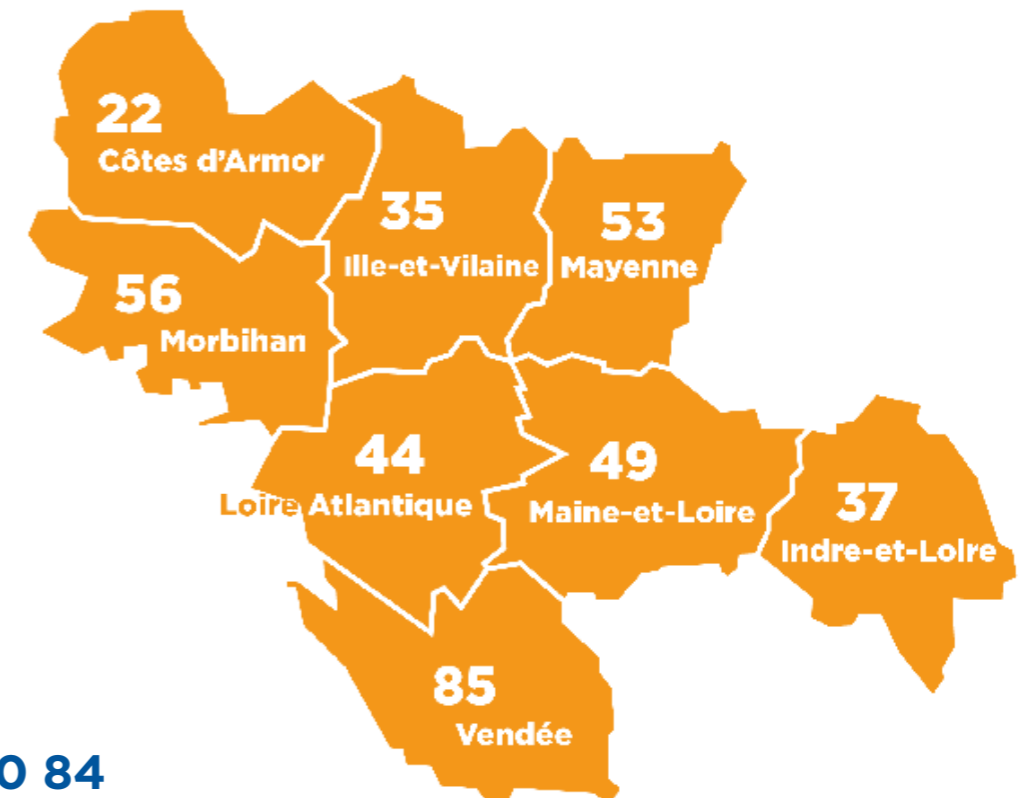 22
Côtes d'Armor
35
Ille-et-Vilaine
53
Mayenne
56
Morbihan
44
Loire Atlantique
49
Maine-et-Loire
37
Indre-et-LoIre
85
Vendée
0 84